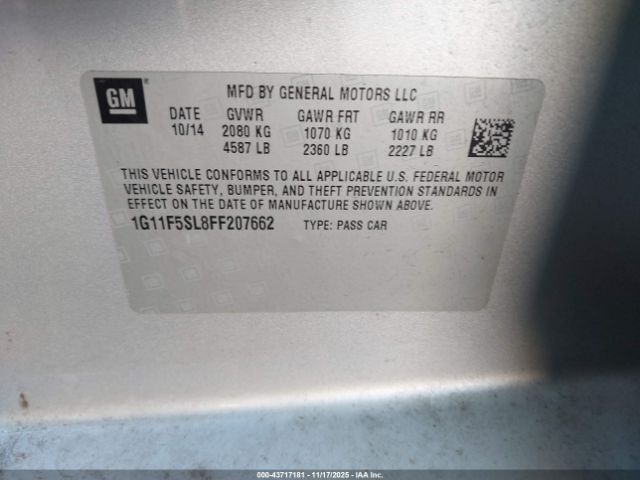 GM
MFD BY GENERAL MOTORS LLC
DATE GVWR GAWR FRT GAWR RR
10/14 2080 KG 1070 KG 1010 KG
4587 LB 2360 LB 2227 LB
THIS VEHICLE CONFORMS TO ALL APPLICABLE U.S. FEDERAL MOTOR
VEHICLE SAFETY, BUMPER, AND THEFT PREVENTION STANDARDS
IN EFFECT ON THE DATE OF MANUFACTURE SHOWN ABOVE.
1G11F5SL8FF207662 TYPE: PASS CAR
000-43717181 - 11/17/2025 - IAAI.COM